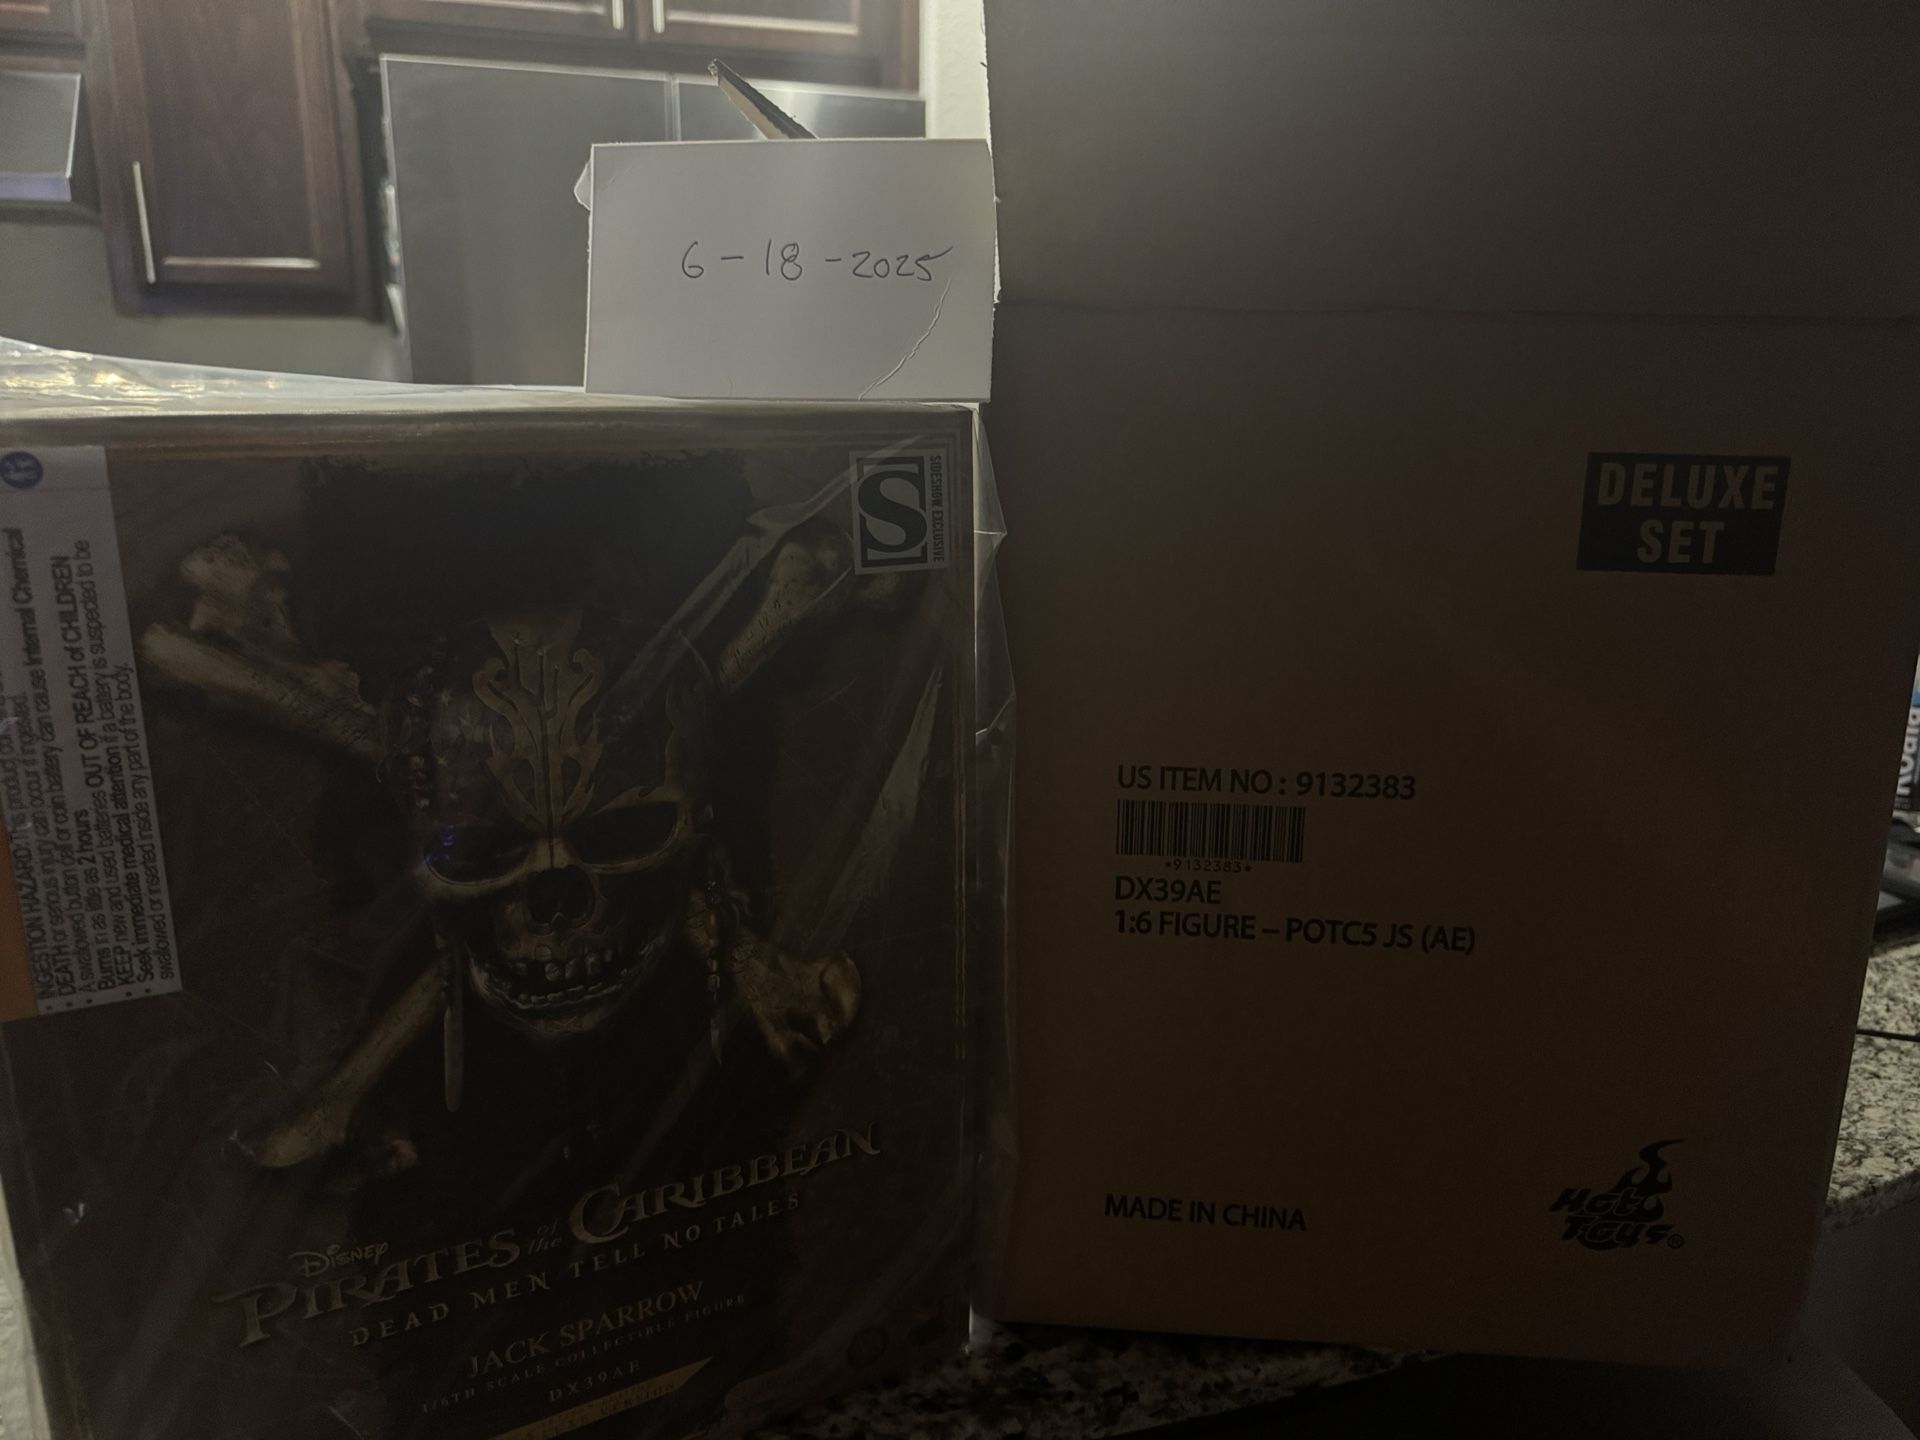 6-18-2025
SIDESHOW EXCLUSIVE
S
INGESTION HAZARD: This product
DEATH or serious injury can occur if ingested.
A swallowed button cell or coin battery can cause Internal Chemical
Burns in as little as 2 hours
KEEP new and used batteries OUT OF REACH of CHILDREN
Seek immediate medical attention if a battery is suspected to be
swallowed or inserted inside any part of the body.
DISNEY
PIRATES of the CARIBBEAN
DEAD MEN TELL NO TALES
JACK SPARROW
1/6TH SCALE COLLECTIBLE FIGURE
DX39AE
DELUXE
SET
US ITEM NO : 9132383
*9132383*
DX39AE
1:6 FIGURE – POTC5 JS (AE)
MADE IN CHINA
Hot
Toys®